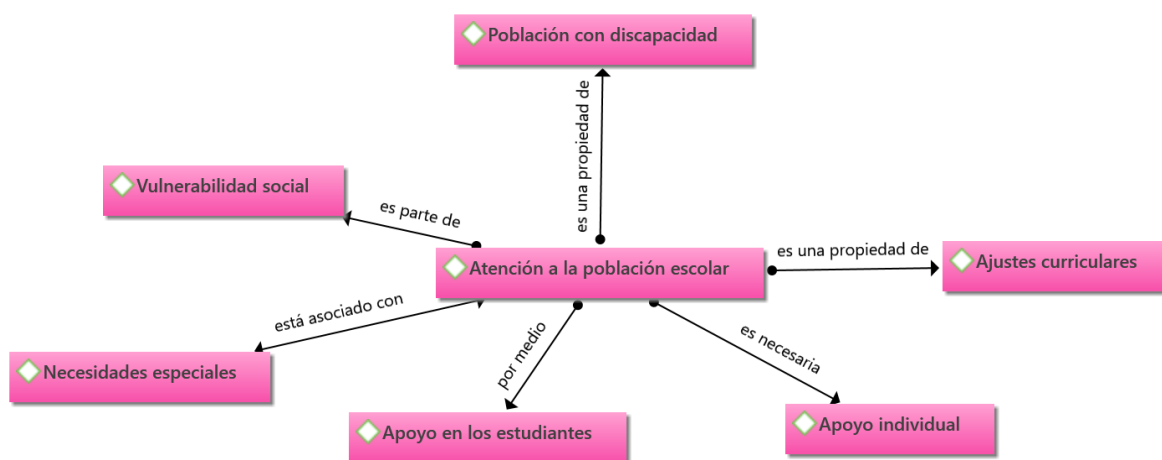 Población con discapacidad
es una propiedad de
Vulnerabilidad social
es parte de
Atención a la población escolar
es una propiedad de
Ajustes curriculares
está asociado con
Necesidades especiales
por medio
es necesaria
Apoyo en los estudiantes
Apoyo individual